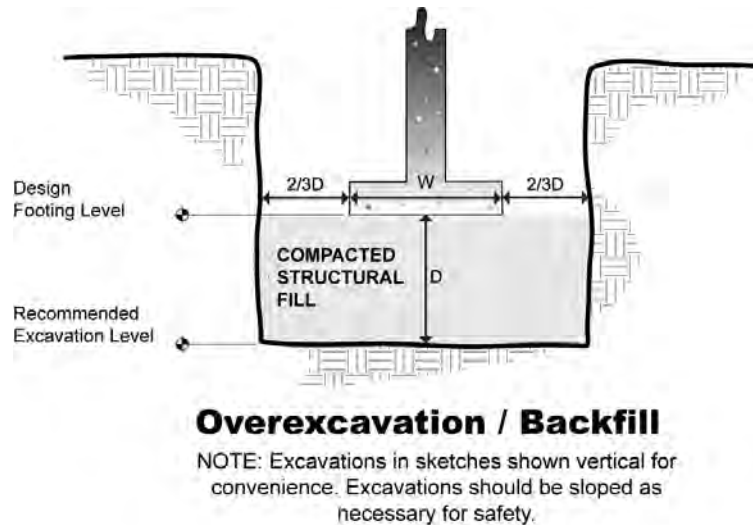 2/3D
W
2/3D
Design
Footing Level
COMPACTED
STRUCTURAL
FILL
D
Recommended
Excavation Level
Overexcavation / Backfill
NOTE: Excavations in sketches shown vertical for
convenience. Excavations should be sloped as
necessary for safety.